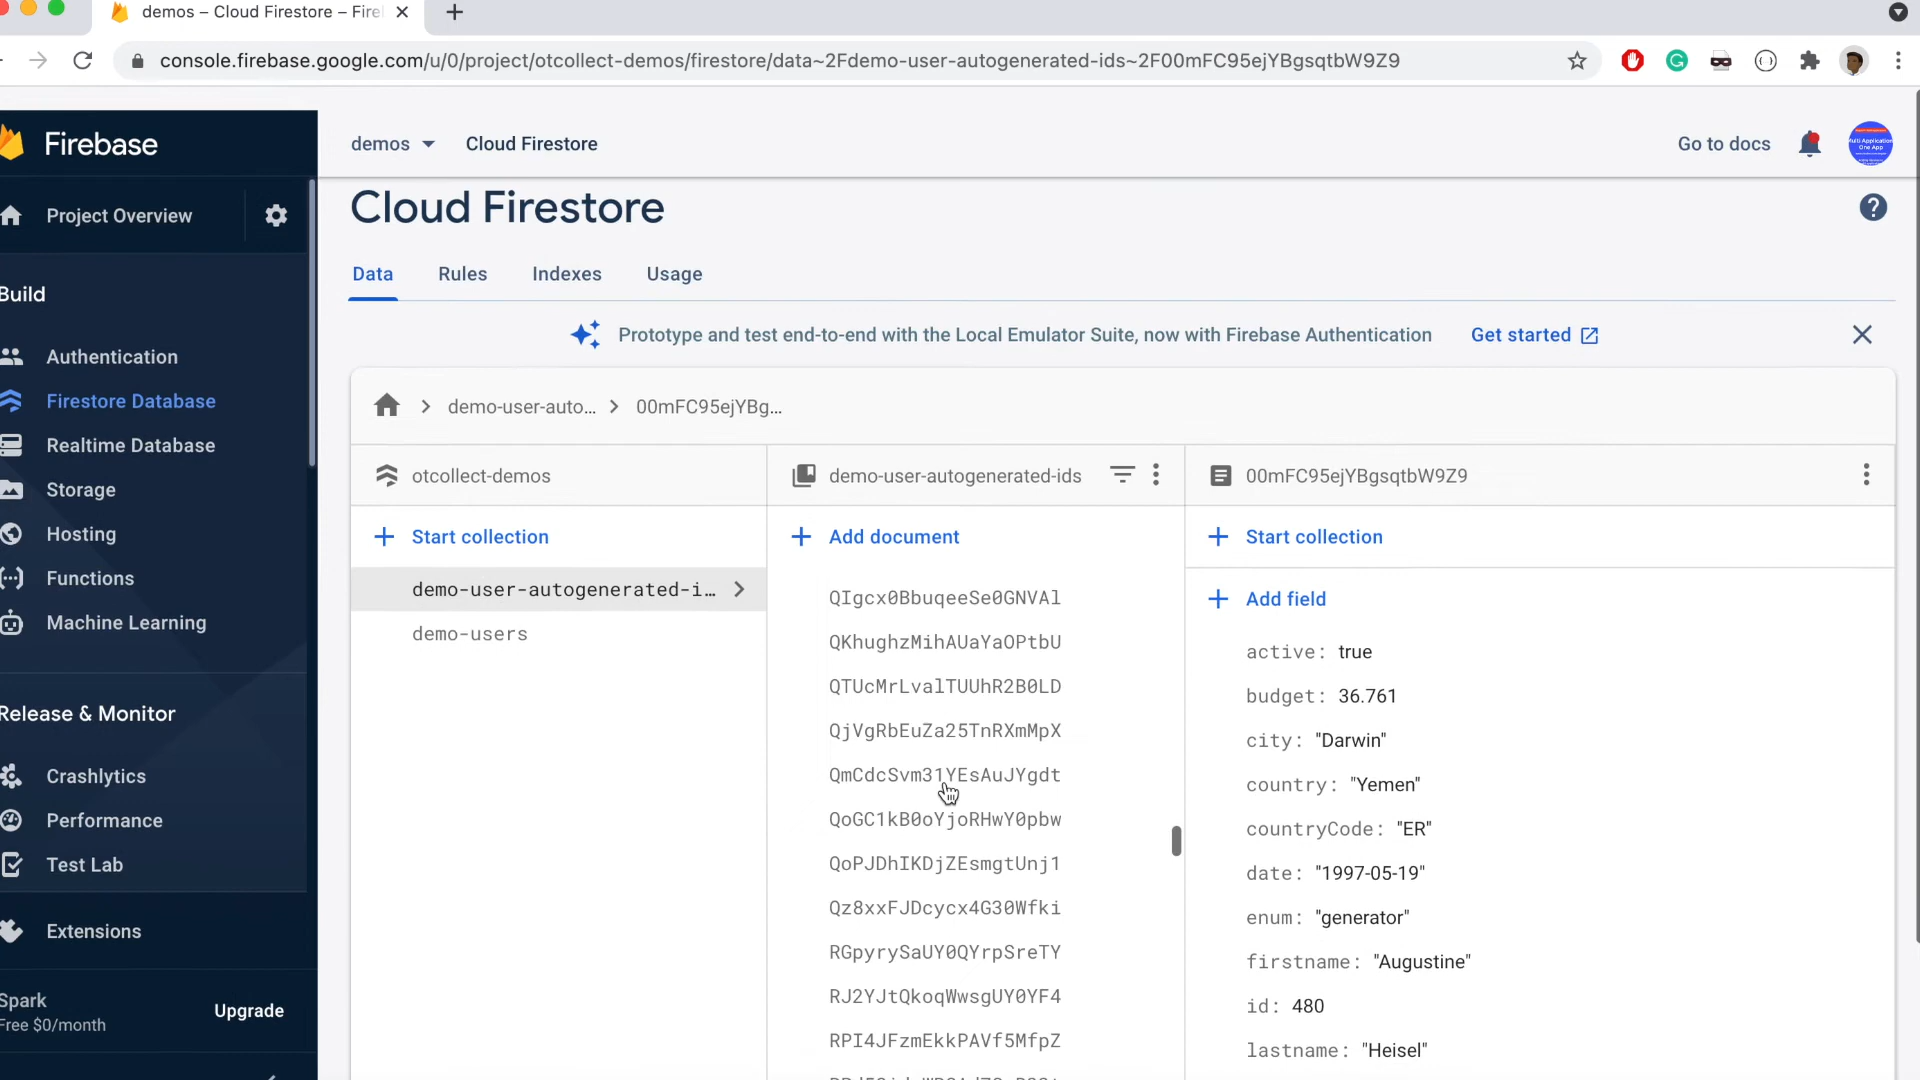 demos – Cloud Firestore – Fire
console.firebase.google.com/u/0/project/otcollect-demos/firestore/data~2Fdemo-user-autogenerated-ids~2F00mFC95ejYBgsqtbW9Z9
Firebase
demos
Cloud Firestore
Go to docs
Multi Application
One App
Project Overview
Cloud Firestore
Data
Rules
Indexes
Usage
Build
Prototype and test end-to-end with the Local Emulator Suite, now with Firebase Authentication
Get started
Authentication
Firestore Database
Realtime Database
Storage
Hosting
Functions
Machine Learning
Release & Monitor
Crashlytics
Performance
Test Lab
Extensions
Spark
Free $0/month
Upgrade
demo-user-auto...
00mFC95ejYBg...
otcollect-demos
Start collection
demo-user-autogenerated-i...
demo-users
demo-user-autogenerated-ids
Add document
QIgcx0BbuqeeSe0GNVAl
QKhughzMihAUaYaOPtbU
QTUcMrLvalTUUhR2B0LD
QjVgRbEuZa25TnRXmMpX
QmCdcSvm31YEsAuJYgdt
QoGC1kB0oYjoRHwY0pbw
QoPJDhIKDjZEsmgtUnj1
Qz8xxFJDcycx4G30Wfki
RGpyrySaUY0QYrpSreTY
RJ2YJtQkoqWwsgUY0YF4
RPI4JFzmEkkPAVf5MfpZ
00mFC95ejYBgsqtbW9Z9
Start collection
Add field
active: true
budget: 36.761
city: "Darwin"
country: "Yemen"
countryCode: "ER"
date: "1997-05-19"
enum: "generator"
firstname: "Augustine"
id: 480
lastname: "Heisel"